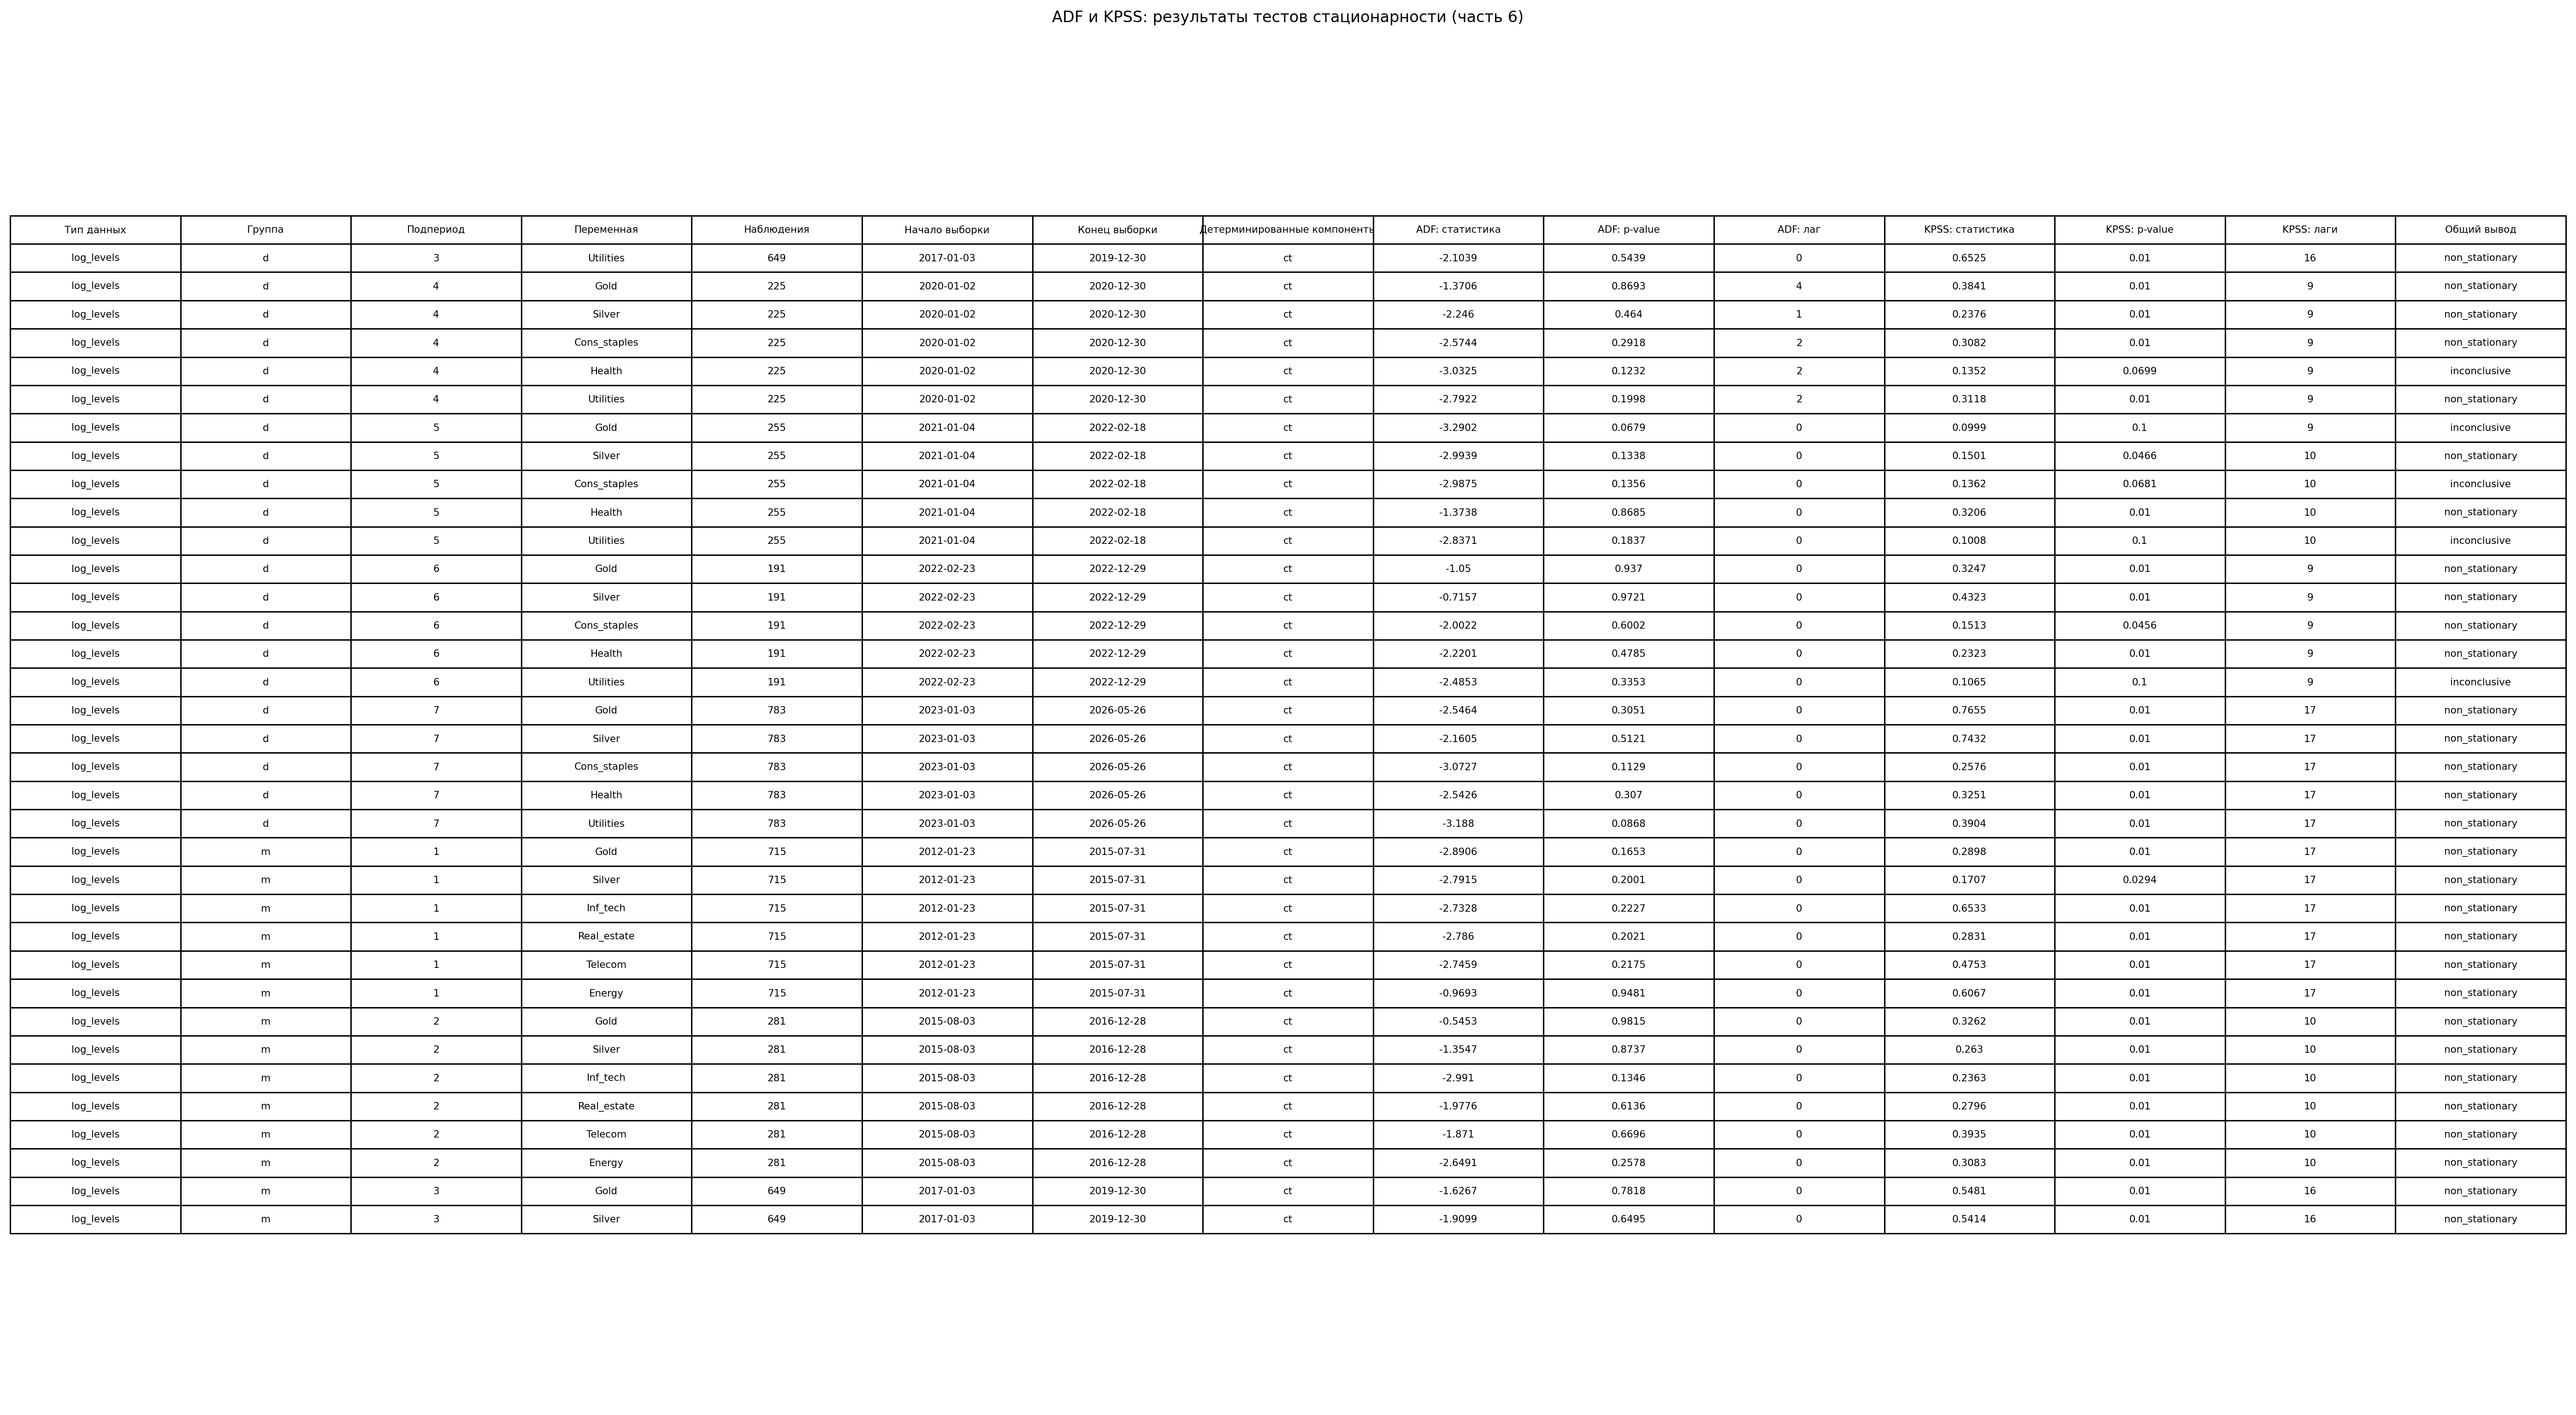 ADF и KPSS: результаты тестов стационарности (часть 6)
Тип данных Группа Подпериод Переменная Наблюдения Начало выборки Конец выборки Детерминированные компоненты ADF: статистика ADF: p-value ADF: лаг KPSS: статистика KPSS: p-value KPSS: лаги Общий вывод
log_levels d 3 Utilities 649 2017-01-03 2019-12-30 ct -2.1039 0.5439 0 0.6525 0.01 16 non_stationary
log_levels d 4 Gold 225 2020-01-02 2020-12-30 ct -1.3706 0.8693 4 0.3841 0.01 9 non_stationary
log_levels d 4 Silver 225 2020-01-02 2020-12-30 ct -2.246 0.464 1 0.2376 0.01 9 non_stationary
log_levels d 4 Cons_staples 225 2020-01-02 2020-12-30 ct -2.5744 0.2918 2 0.3082 0.01 9 non_stationary
log_levels d 4 Health 225 2020-01-02 2020-12-30 ct -3.0325 0.1232 2 0.1352 0.0699 9 inconclusive
log_levels d 4 Utilities 225 2020-01-02 2020-12-30 ct -2.7922 0.1998 2 0.3118 0.01 9 non_stationary
log_levels d 5 Gold 255 2021-01-04 2022-02-18 ct -3.2902 0.0679 0 0.0999 0.1 9 inconclusive
log_levels d 5 Silver 255 2021-01-04 2022-02-18 ct -2.9939 0.1338 0 0.1501 0.0466 10 non_stationary
log_levels d 5 Cons_staples 255 2021-01-04 2022-02-18 ct -2.9875 0.1356 0 0.1362 0.0681 10 inconclusive
log_levels d 5 Health 255 2021-01-04 2022-02-18 ct -1.3738 0.8685 0 0.3206 0.01 10 non_stationary
log_levels d 5 Utilities 255 2021-01-04 2022-02-18 ct -2.8371 0.1837 0 0.1008 0.1 10 inconclusive
log_levels d 6 Gold 191 2022-02-23 2022-12-29 ct -1.05 0.937 0 0.3247 0.01 9 non_stationary
log_levels d 6 Silver 191 2022-02-23 2022-12-29 ct -0.7157 0.9721 0 0.4323 0.01 9 non_stationary
log_levels d 6 Cons_staples 191 2022-02-23 2022-12-29 ct -2.0022 0.6002 0 0.1513 0.0456 9 non_stationary
log_levels d 6 Health 191 2022-02-23 2022-12-29 ct -2.2201 0.4785 0 0.2323 0.01 9 non_stationary
log_levels d 6 Utilities 191 2022-02-23 2022-12-29 ct -2.4853 0.3353 0 0.1065 0.1 9 inconclusive
log_levels d 7 Gold 783 2023-01-03 2026-05-26 ct -2.5464 0.3051 0 0.7655 0.01 17 non_stationary
log_levels d 7 Silver 783 2023-01-03 2026-05-26 ct -2.1605 0.5121 0 0.7432 0.01 17 non_stationary
log_levels d 7 Cons_staples 783 2023-01-03 2026-05-26 ct -3.0727 0.1129 0 0.2576 0.01 17 non_stationary
log_levels d 7 Health 783 2023-01-03 2026-05-26 ct -2.5426 0.307 0 0.3251 0.01 17 non_stationary
log_levels d 7 Utilities 783 2023-01-03 2026-05-26 ct -3.188 0.0868 0 0.3904 0.01 17 non_stationary
log_levels m 1 Gold 715 2012-01-23 2015-07-31 ct -2.8906 0.1653 0 0.2898 0.01 17 non_stationary
log_levels m 1 Silver 715 2012-01-23 2015-07-31 ct -2.7915 0.2001 0 0.1707 0.0294 17 non_stationary
log_levels m 1 Inf_tech 715 2012-01-23 2015-07-31 ct -2.7328 0.2227 0 0.6533 0.01 17 non_stationary
log_levels m 1 Real_estate 715 2012-01-23 2015-07-31 ct -2.786 0.2021 0 0.2831 0.01 17 non_stationary
log_levels m 1 Telecom 715 2012-01-23 2015-07-31 ct -2.7459 0.2175 0 0.4753 0.01 17 non_stationary
log_levels m 1 Energy 715 2012-01-23 2015-07-31 ct -0.9693 0.9481 0 0.6067 0.01 17 non_stationary
log_levels m 2 Gold 281 2015-08-03 2016-12-28 ct -0.5453 0.9815 0 0.3262 0.01 10 non_stationary
log_levels m 2 Silver 281 2015-08-03 2016-12-28 ct -1.3547 0.8737 0 0.263 0.01 10 non_stationary
log_levels m 2 Inf_tech 281 2015-08-03 2016-12-28 ct -2.991 0.1346 0 0.2363 0.01 10 non_stationary
log_levels m 2 Real_estate 281 2015-08-03 2016-12-28 ct -1.9776 0.6136 0 0.2796 0.01 10 non_stationary
log_levels m 2 Telecom 281 2015-08-03 2016-12-28 ct -1.871 0.6696 0 0.3935 0.01 10 non_stationary
log_levels m 2 Energy 281 2015-08-03 2016-12-28 ct -2.6491 0.2578 0 0.3083 0.01 10 non_stationary
log_levels m 3 Gold 649 2017-01-03 2019-12-30 ct -1.6267 0.7818 0 0.5481 0.01 16 non_stationary
log_levels m 3 Silver 649 2017-01-03 2019-12-30 ct -1.9099 0.6495 0 0.5414 0.01 16 non_stationary